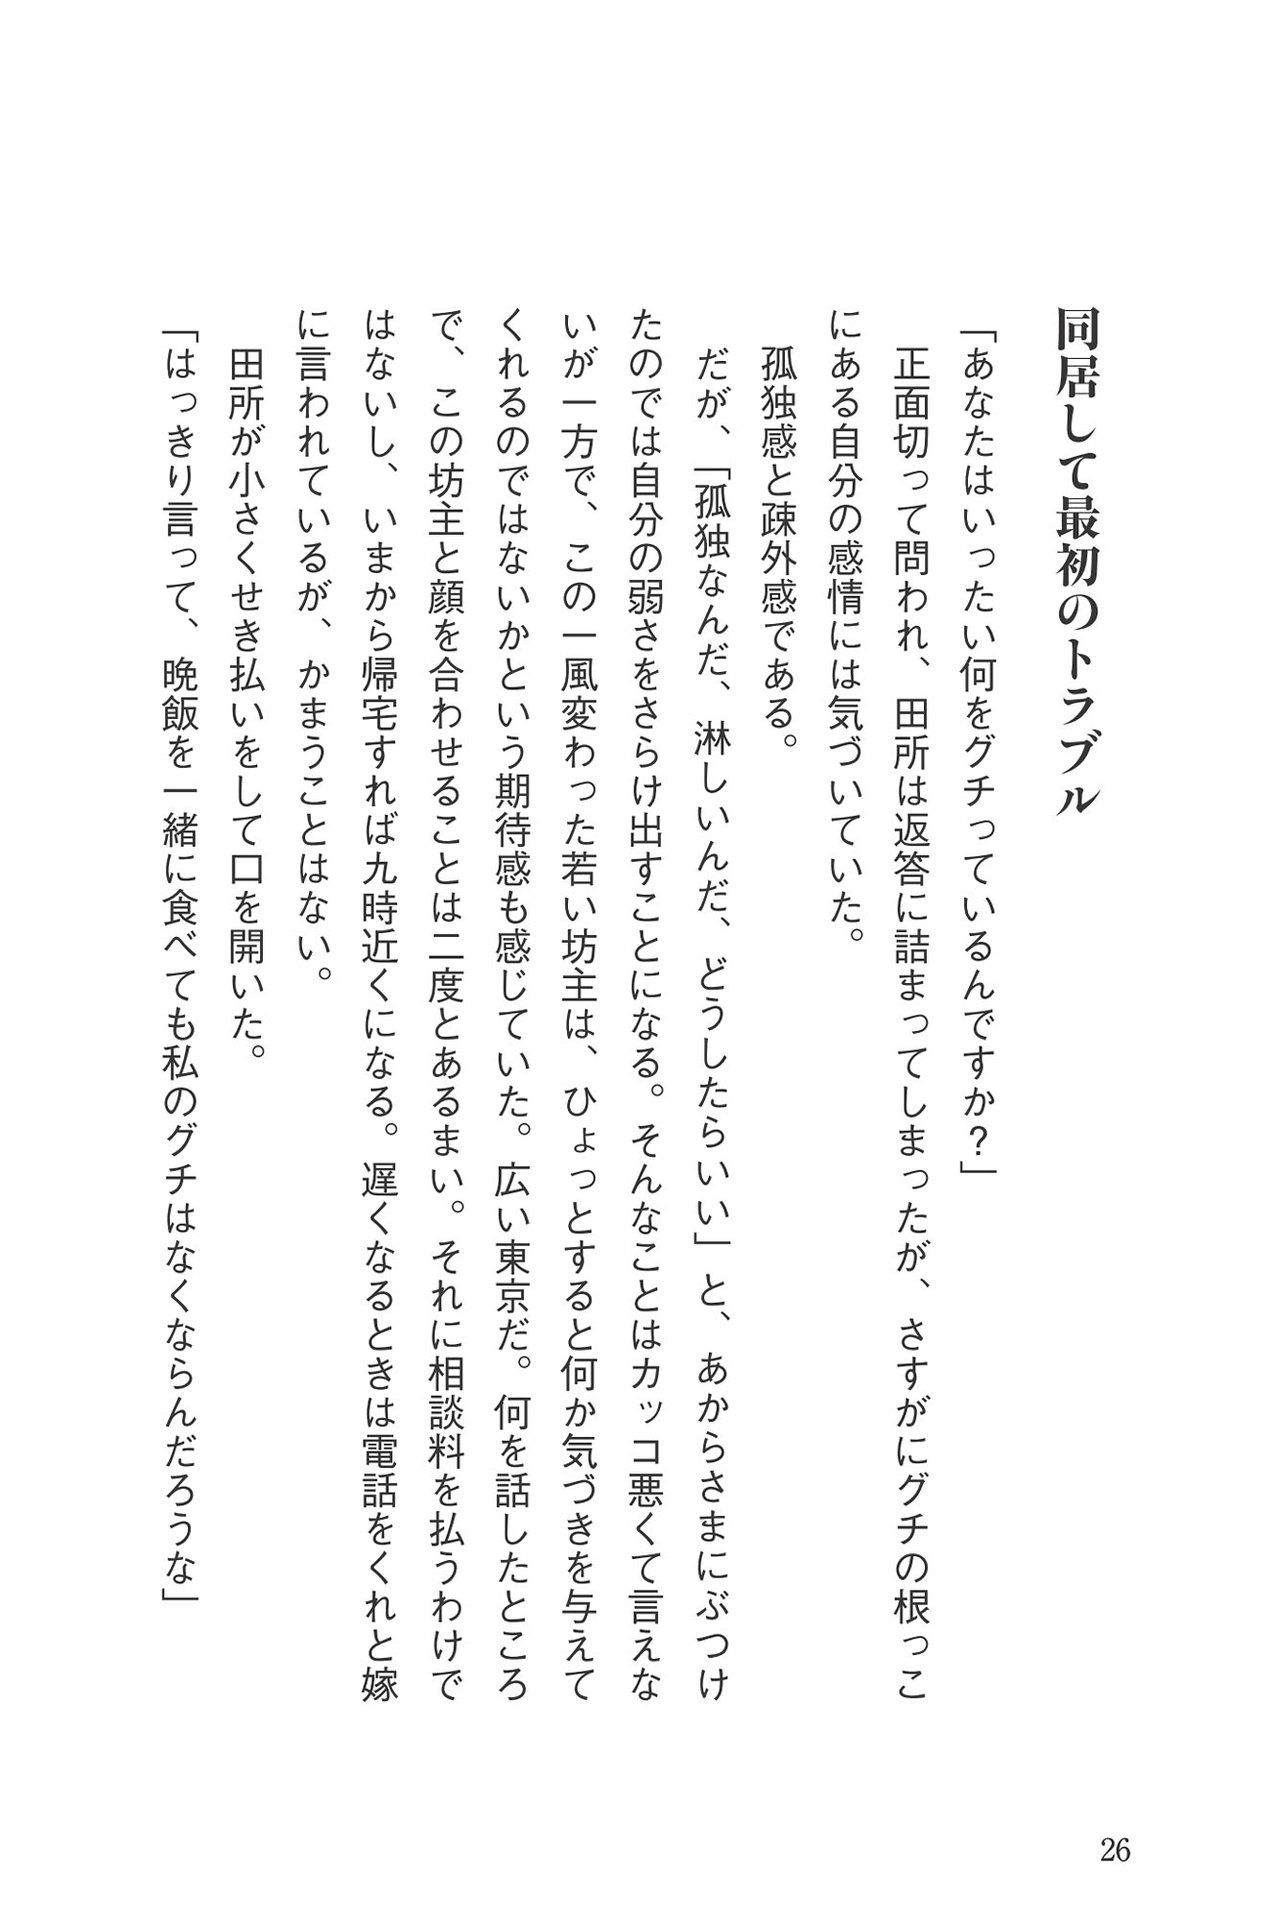 同居して最初のトラブル
「あなたはいったい何をグチっているんですか？」
正面切って問われ、田所は返答に詰まってしまったが、さすがにグチの根っこ
にある自分の感情には気づいていた。
孤独感と疎外感である。
だが、「孤独なんだ、淋しいんだ、どうしたらいい」と、あからさまにぶつけ
たのでは自分の弱さをさらけ出すことになる。そんなことはカッコ悪くて言えな
いが一方で、この一風変わった若い坊主は、ひょっとすると何か気づきを与えて
くれるのではないかという期待感も感じていた。広い東京だ。何を話したところ
で、この坊主と顔を合わせることは二度とあるまい。それに相談料を払うわけで
はないし、いまから帰宅すれば九時近くになる。遅くなるときは電話をくれと嫁
に言われているが、かまうことはない。
田所が小さくせき払いをして口を開いた。
「はっきり言って、晩飯を一緒に食べても私のグチはなくならんだろうな」
26